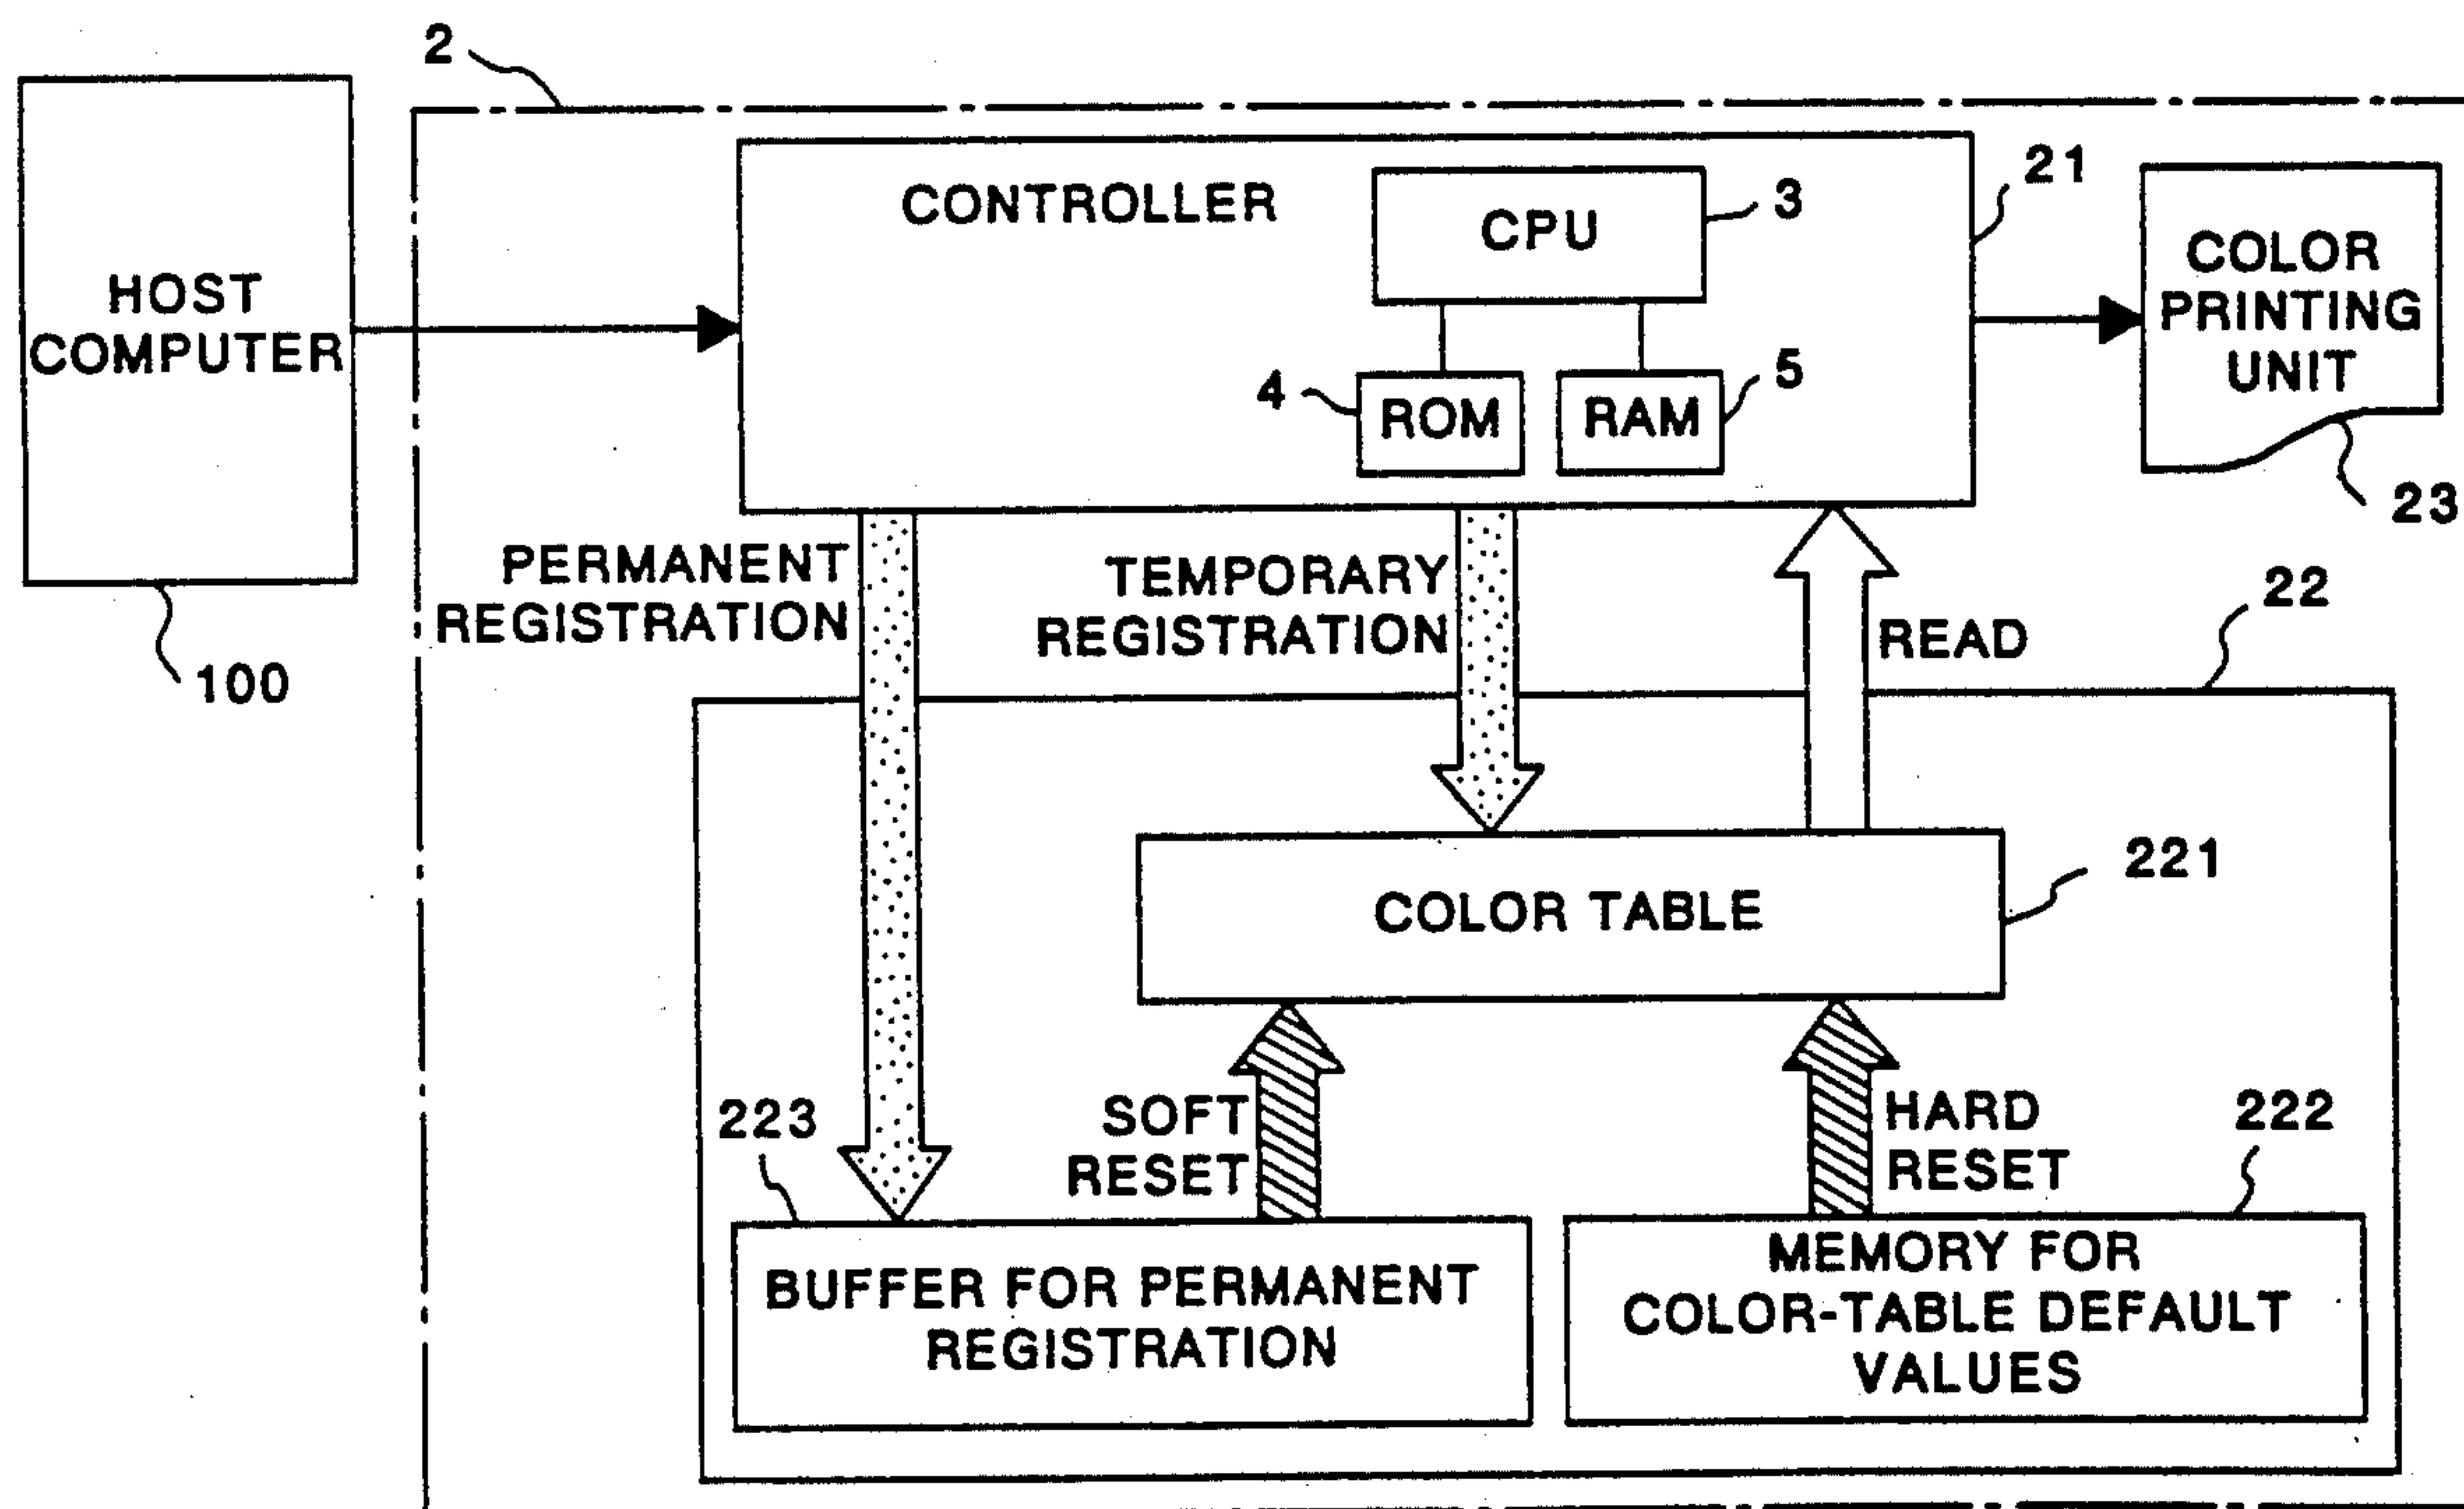 2
HOST
COMPUTER
100
CONTROLLER
CPU
3
4
ROM
RAM
5
21
COLOR
PRINTING
UNIT
23
PERMANENT
REGISTRATION
TEMPORARY
REGISTRATION
READ
22
COLOR TABLE
221
223
SOFT
RESET
HARD
RESET
222
BUFFER FOR PERMANENT
REGISTRATION
MEMORY FOR
COLOR-TABLE DEFAULT
VALUES